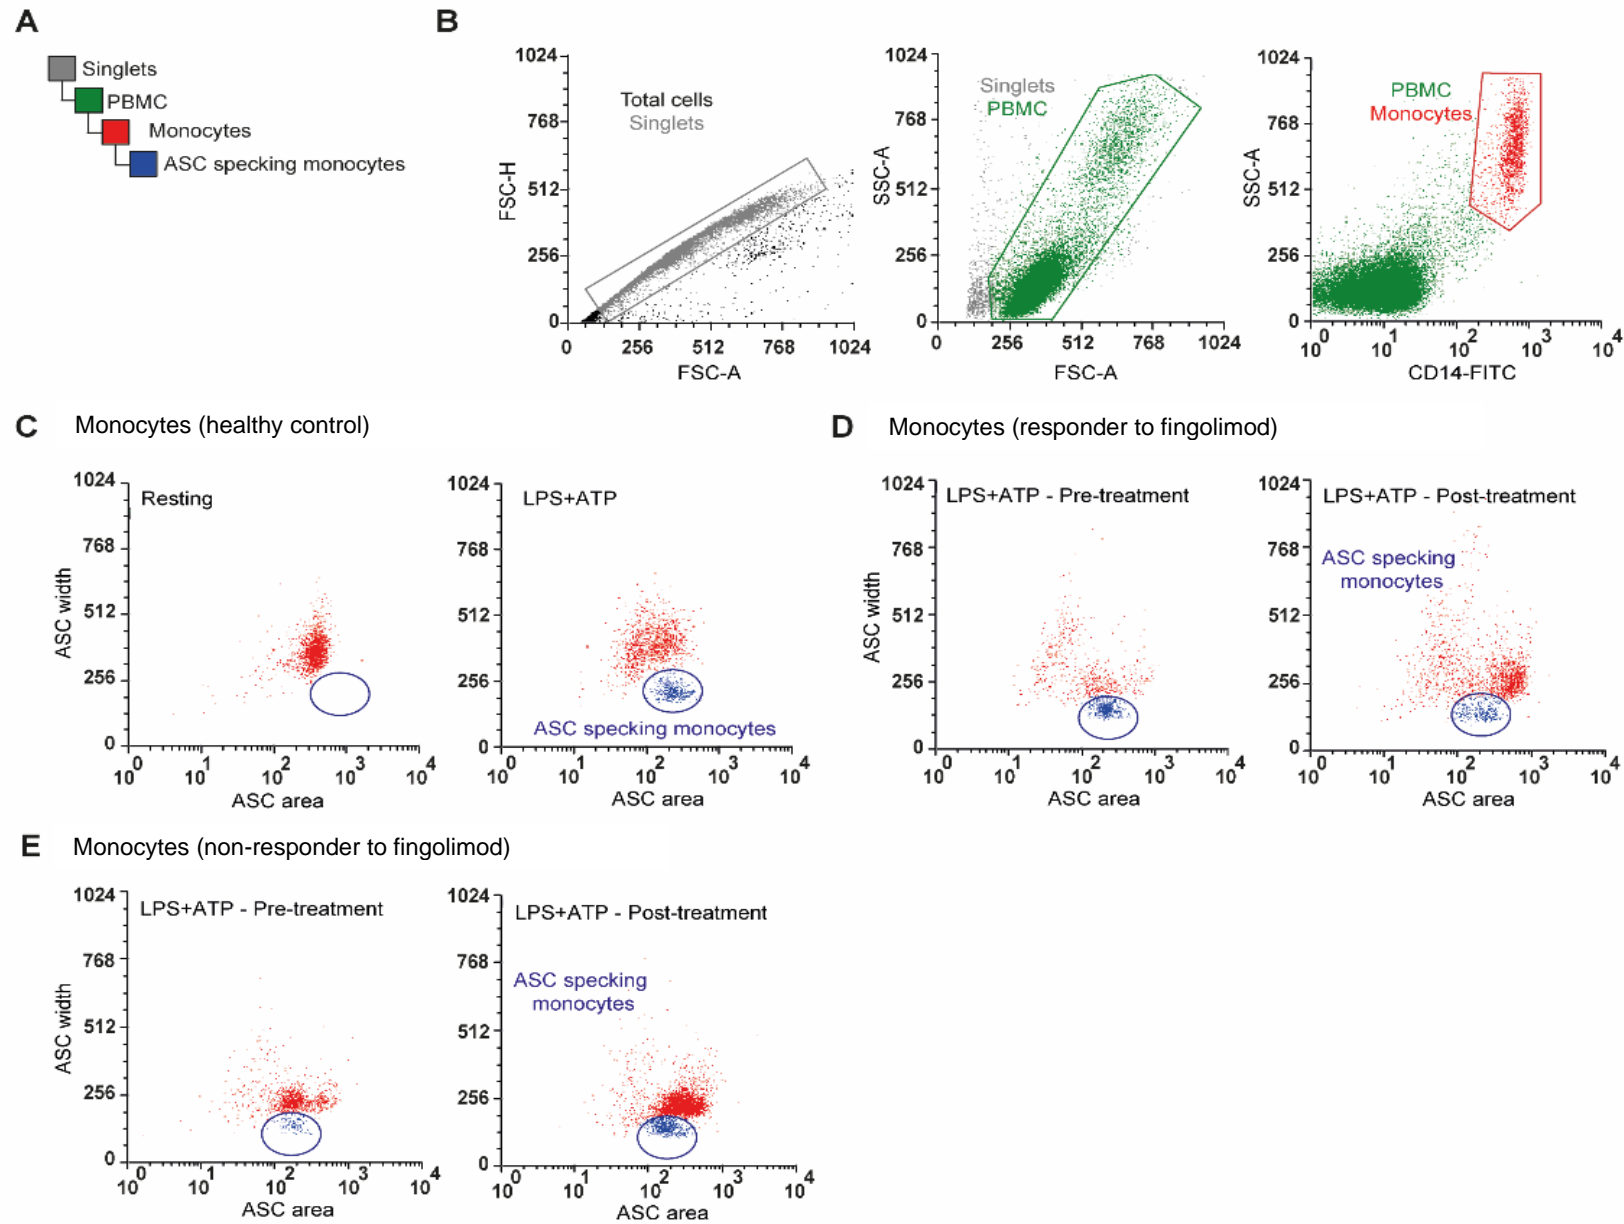 A
Singlets
PBMC
Monocytes
ASC specking monocytes
B
1024
768
512
256
0
FSC-H
Total cells
Singlets
0 256 512 768 1024
FSC-A
1024
768
512
256
0
SSC-A
Singlets
PBMC
0 256 512 768 1024
FSC-A
1024
768
512
256
0
SSC-A
PBMC
Monocytes
10^0 10^1 10^2 10^3 10^4
CD14-FITC
C Monocytes (healthy control)
1024
768
512
256
0
ASC width
Resting
10^0 10^1 10^2 10^3 10^4
ASC area
1024
768
512
256
0
LPS+ATP
ASC specking monocytes
10^0 10^1 10^2 10^3 10^4
ASC area
D Monocytes (responder to fingolimod)
1024
768
512
256
0
ASC width
LPS+ATP - Pre-treatment
10^0 10^1 10^2 10^3 10^4
ASC area
1024
768
512
256
0
LPS+ATP - Post-treatment
ASC specking
monocytes
10^0 10^1 10^2 10^3 10^4
ASC area
E Monocytes (non-responder to fingolimod)
1024
768
512
256
0
ASC width
LPS+ATP - Pre-treatment
10^0 10^1 10^2 10^3 10^4
ASC area
1024
768
512
256
0
LPS+ATP - Post-treatment
ASC specking
monocytes
10^0 10^1 10^2 10^3 10^4
ASC area